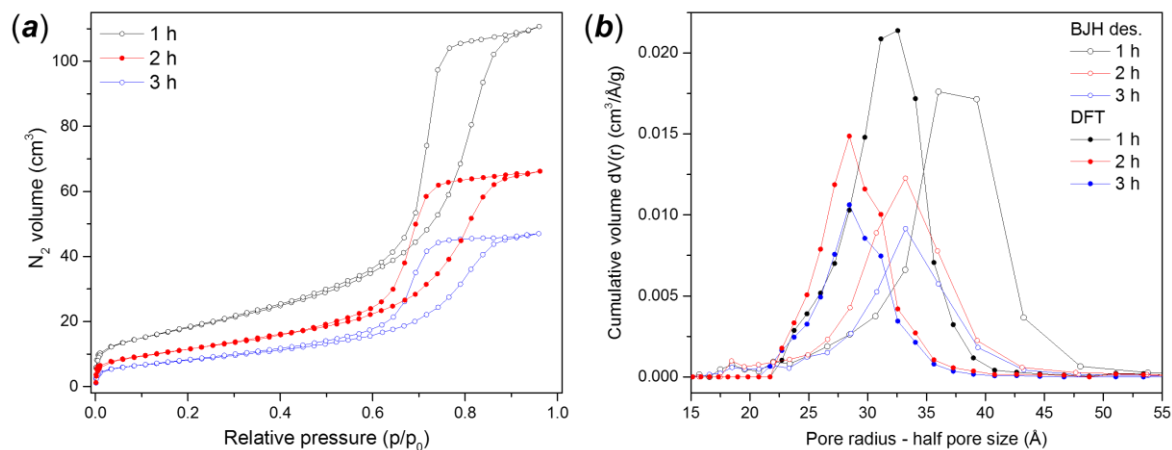 (a)
1 h
2 h
3 h
N₂ volume (cm³)
100
80
60
40
20
0
0.0 0.2 0.4 0.6 0.8 1.0
Relative pressure (p/p₀)
(b)
BJH des.
1 h
2 h
3 h
DFT
1 h
2 h
3 h
Cumulative volume dV(r) (cm³/Å/g)
0.020
0.015
0.010
0.005
0.000
15 20 25 30 35 40 45 50 55
Pore radius - half pore size (Å)